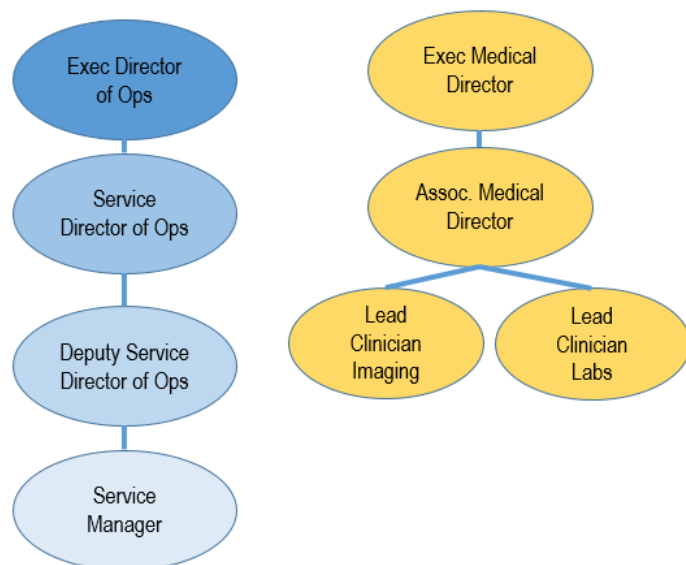 Exec Director
of Ops
Service
Director of Ops
Deputy Service
Director of Ops
Service
Manager
Exec Medical
Director
Assoc. Medical
Director
Lead
Clinician
Imaging
Lead
Clinician
Labs